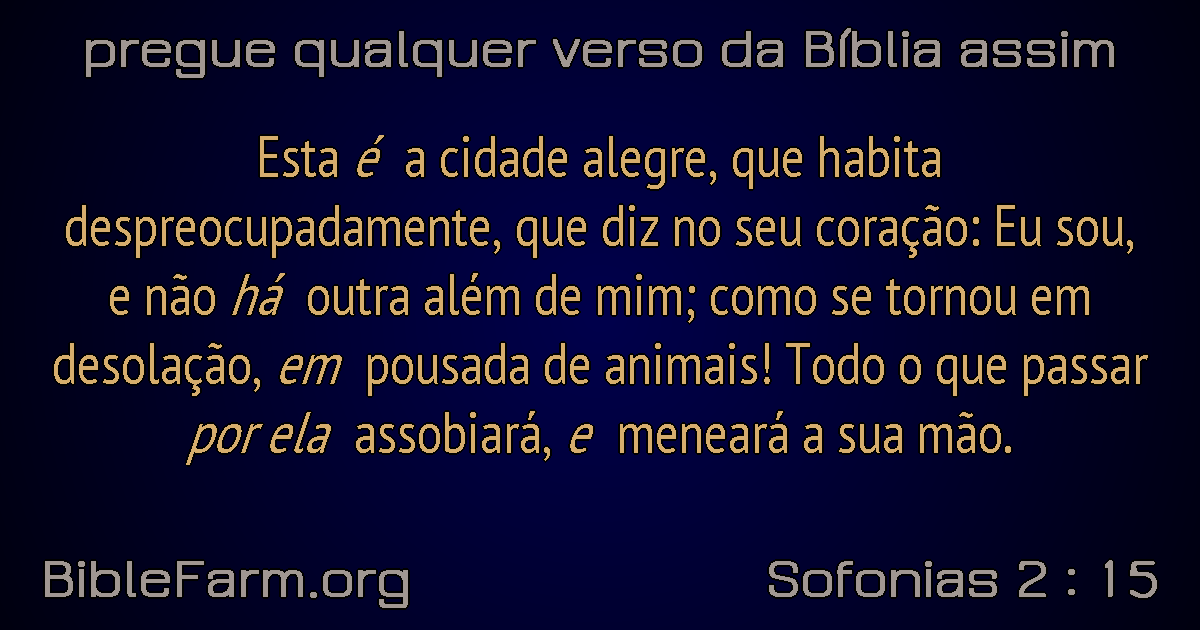 pregue qualquer verso da Bíblia assim
Esta é a cidade alegre, que habita
despreocupadamente, que diz no seu coração: Eu sou,
e não há outra além de mim; como se tornou em
desolação, em pousada de animais! Todo o que passar
por ela assobiará, e meneará a sua mão.
BibleFarm.org
Sofonias 2 : 15